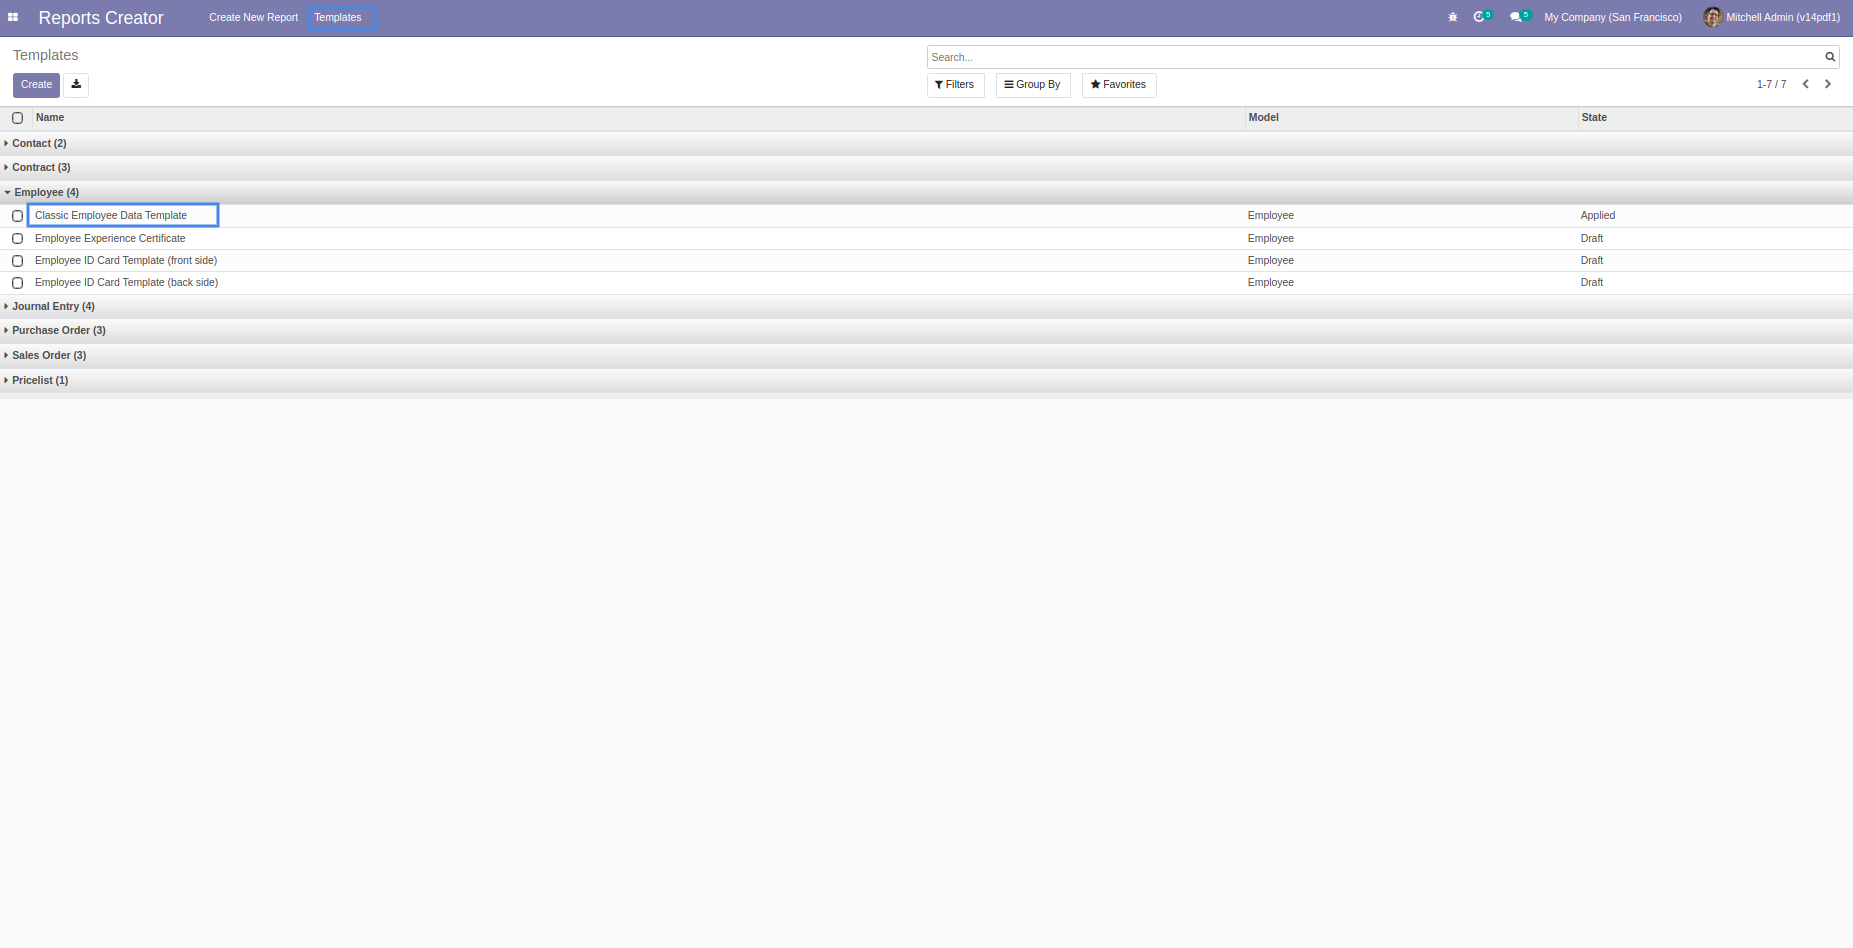 Reports Creator Create New Report Templates 5 5 My Company (San Francisco) Mitchell Admin (v14pdf1)
Templates
Search...
Create Filters Group By Favorites 1-7 / 7
Name Model State
Contact (2)
Contract (3)
Employee (4)
Classic Employee Data Template Employee Applied
Employee Experience Certificate Employee Draft
Employee ID Card Template (front side) Employee Draft
Employee ID Card Template (back side) Employee Draft
Journal Entry (4)
Purchase Order (3)
Sales Order (3)
Pricelist (1)